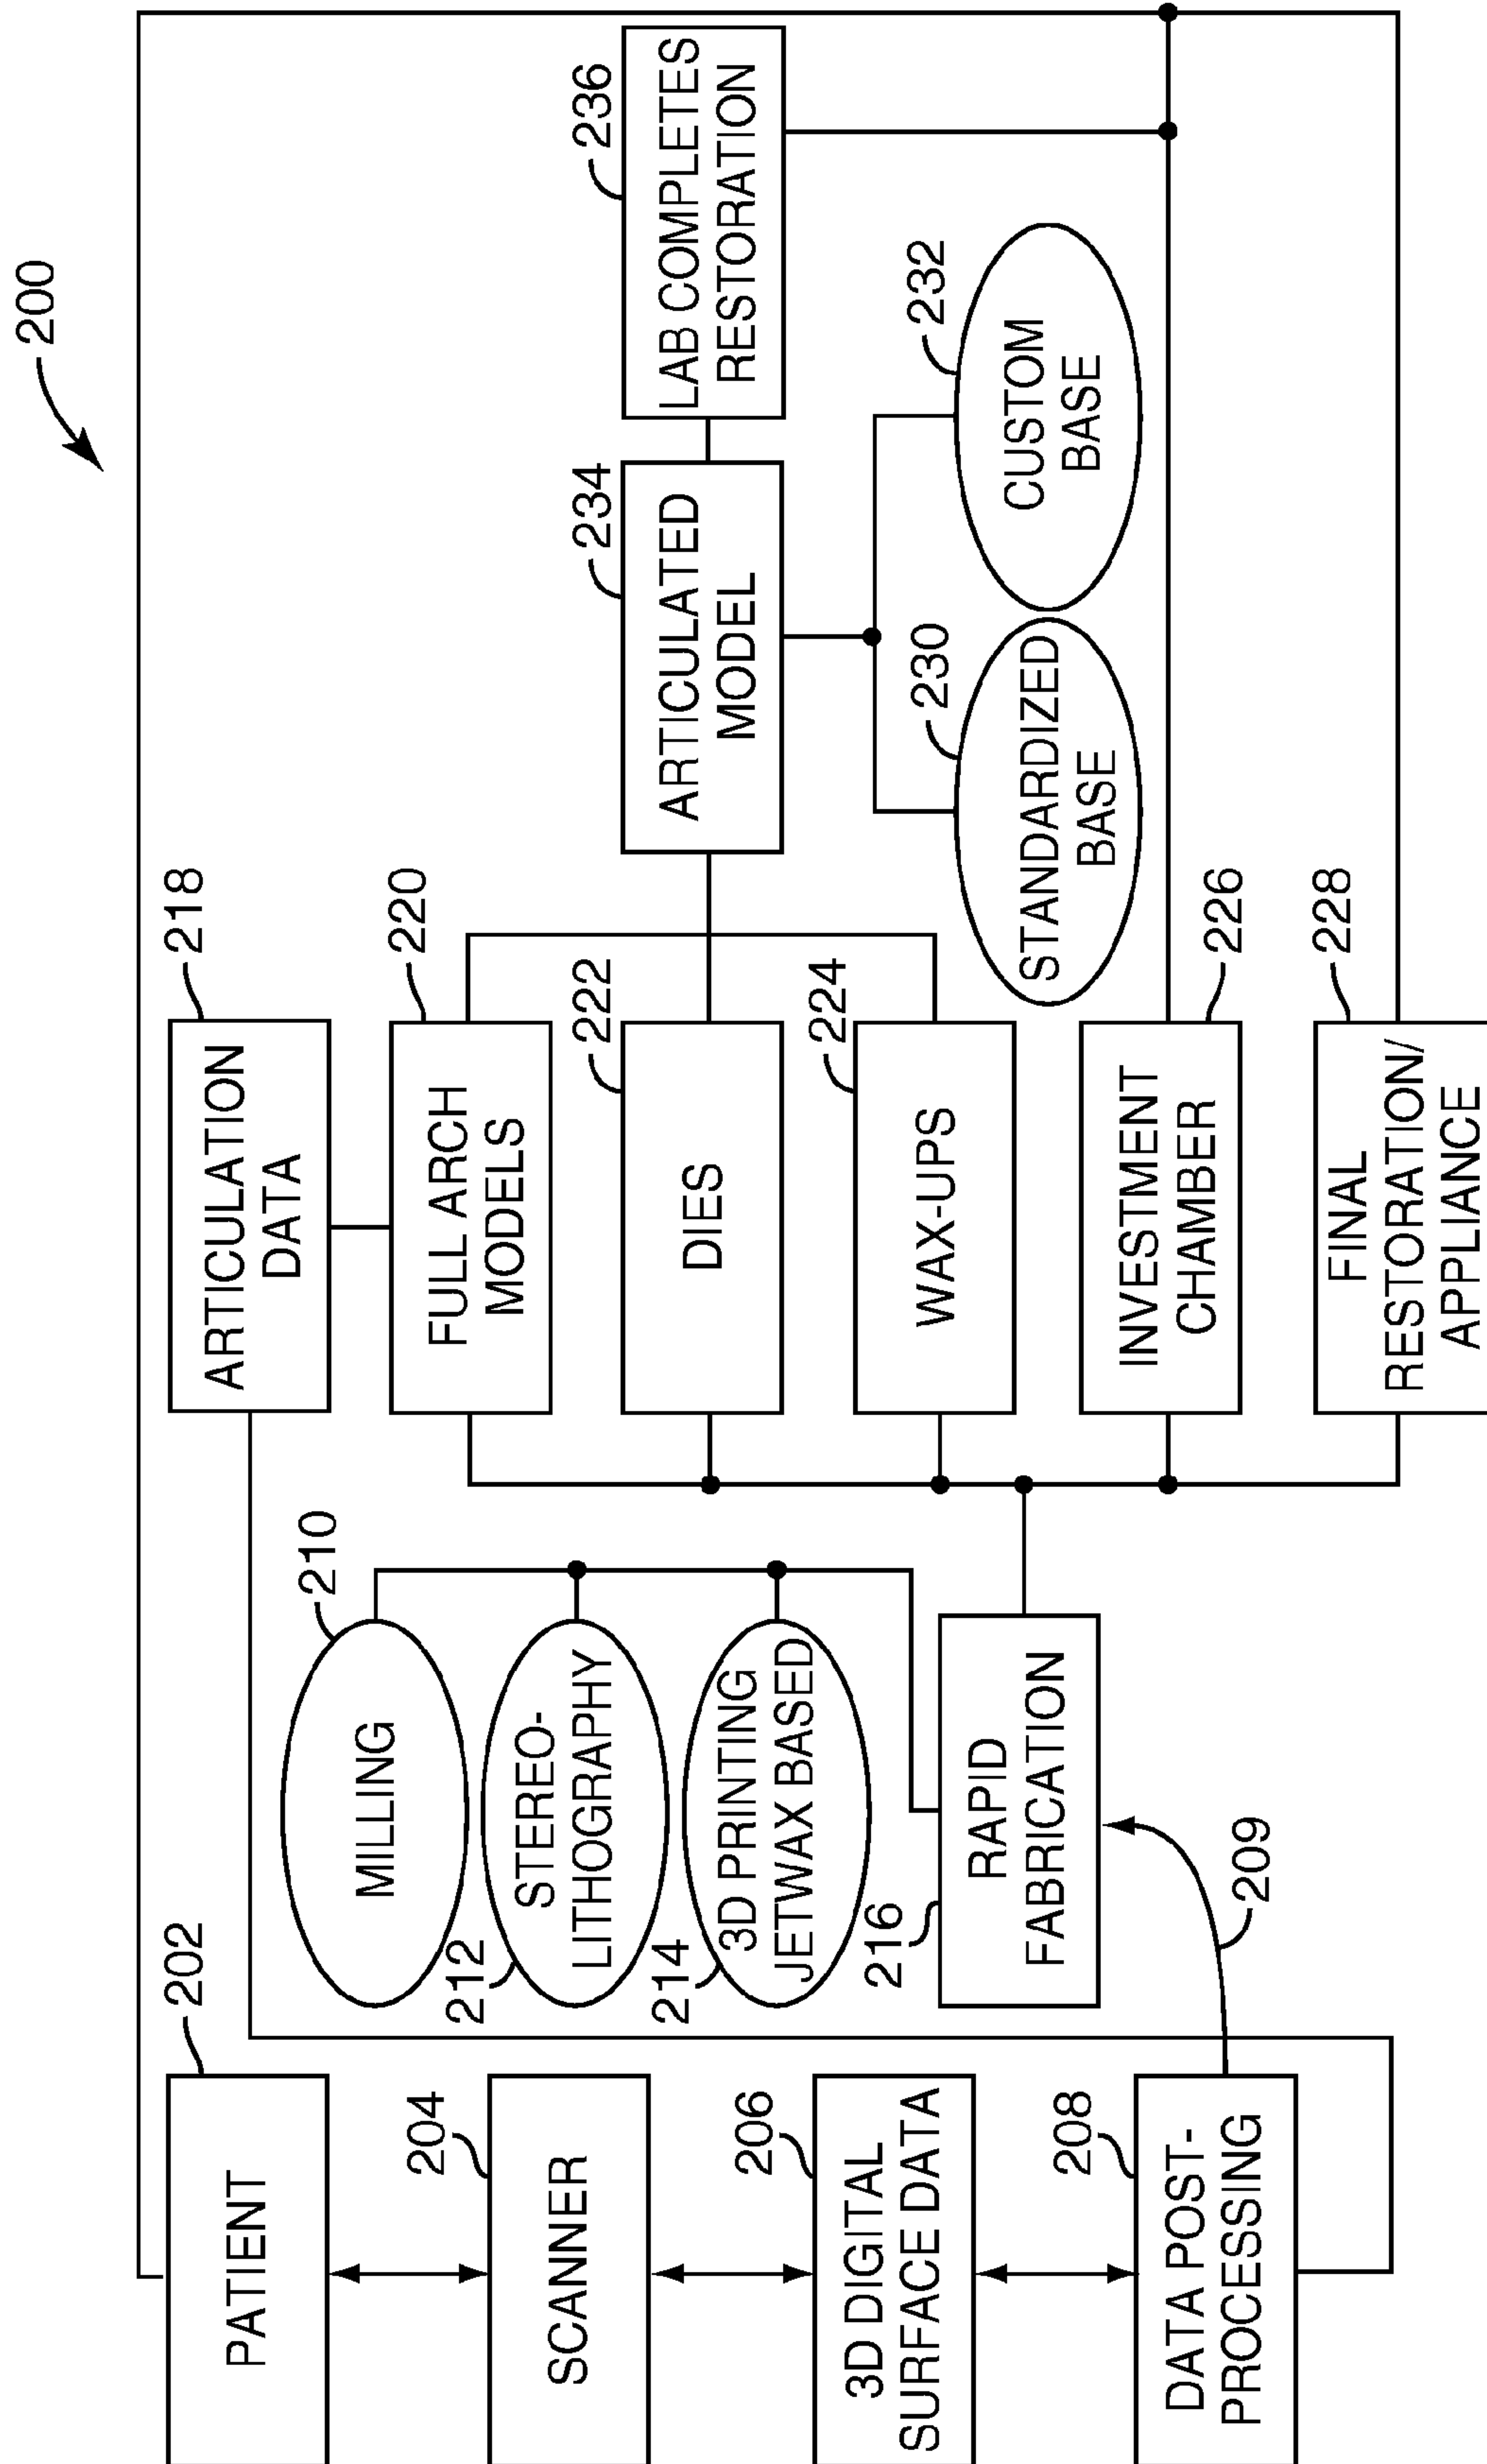 200
202
PATIENT
204
SCANNER
206
3D DIGITAL
SURFACE DATA
208
DATA POST-
PROCESSING
209
210
MILLING
212
STEREO-
LITHOGRAPHY
214
3D PRINTING
JETWAX BASED
216
RAPID
FABRICATION
218
ARTICULATION
DATA
220
FULL ARCH
MODELS
222
DIES
224
WAX-UPS
226
INVESTMENT
CHAMBER
228
FINAL
RESTORATION/
APPLIANCE
234
ARTICULATED
MODEL
230
STANDARDIZED
BASE
232
CUSTOM
BASE
236
LAB COMPLETES
RESTORATION